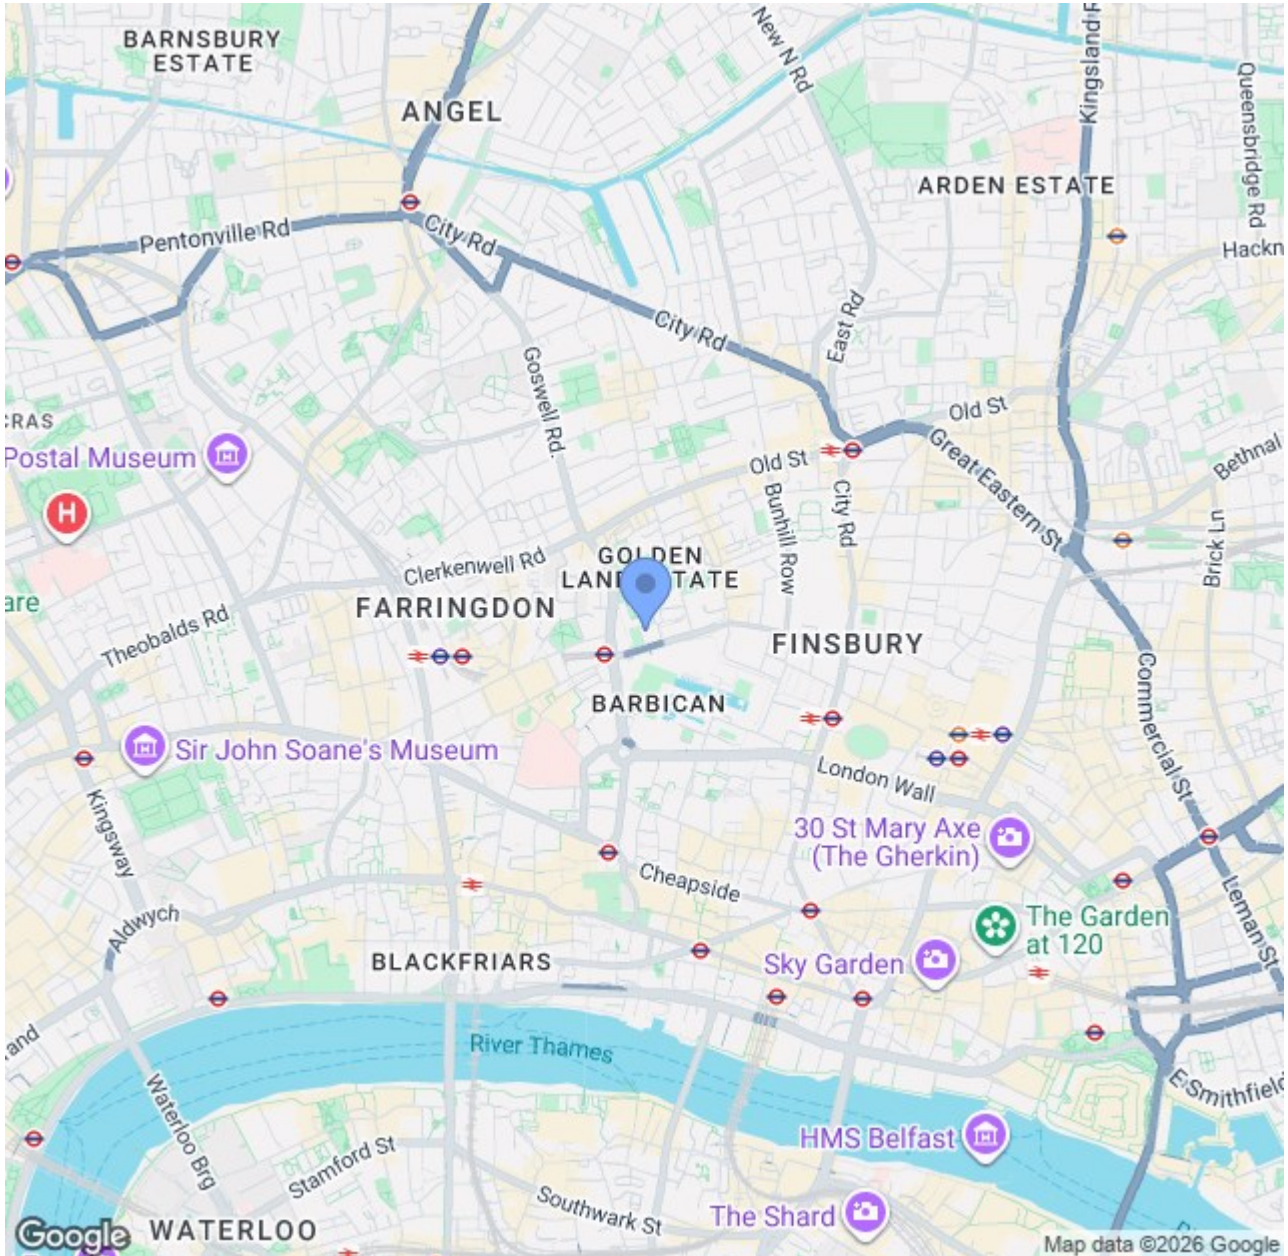 New N Rd
Kingsland R
BARNSBURY
ESTATE
Queensbridge Rd
ANGEL
ARDEN ESTATE
City Rd
Pentonville Rd
Hackn
East Rd
City Rd
Goswell Rd.
Old St
CRAS
Great Eastern St
Bethnal
Postal Museum
Old St
Bunhill Row
City Rd
H
Brick Ln
Clerkenwell Rd
GOLDEN
LANE ESTATE
are
FARRINGDON
Theobalds Rd
FINSBURY
Commercial St
BARBICAN
Sir John Soane's Museum
London Wall
Kingsway
30 St Mary Axe
(The Gherkin)
Cheapside
Leman St
Aldwych
The Garden
at 120
BLACKFRIARS
Sky Garden
rand
River Thames
E Smithfield
Waterloo Brg
HMS Belfast
Stamford St
Southwark St
The Shard
Google
WATERLOO
Map data ©2026 Google